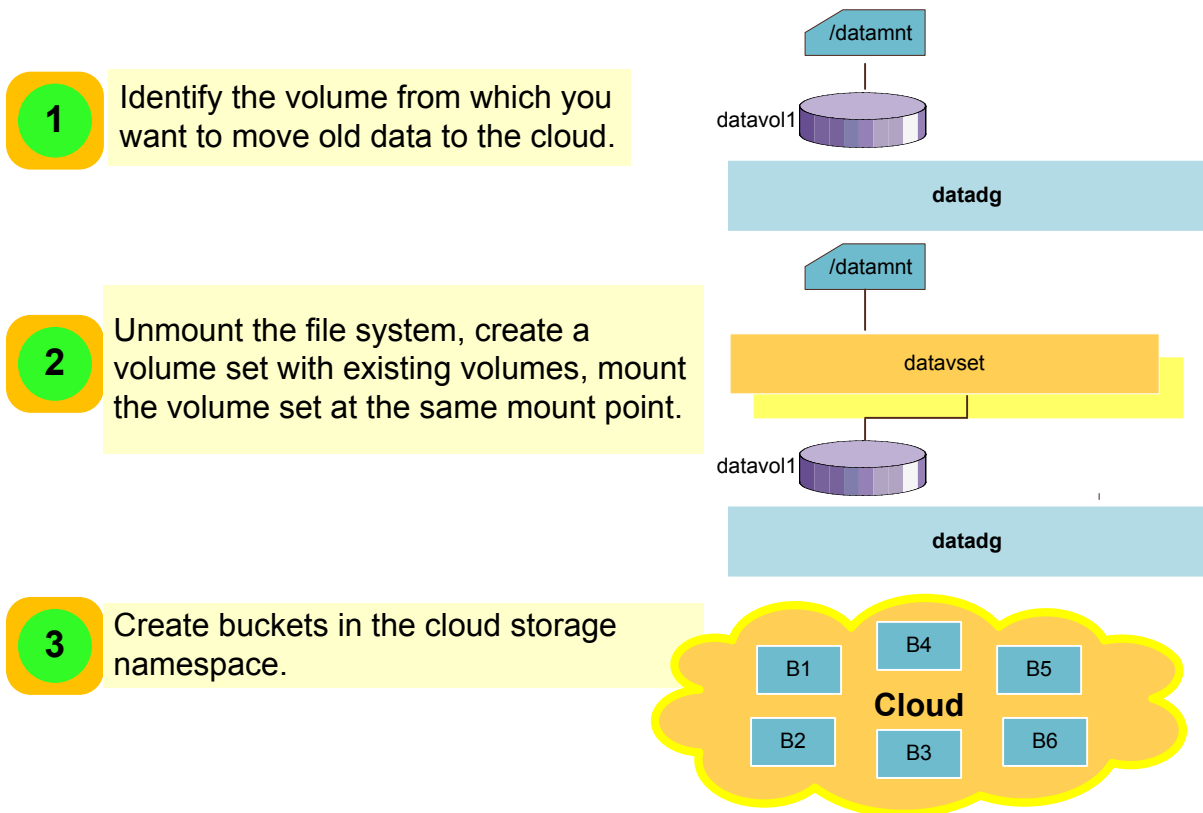 1
Identify the volume from which you
want to move old data to the cloud.
/datamnt
datavol1
datadg
2
Unmount the file system, create a
volume set with existing volumes, mount
the volume set at the same mount point.
/datamnt
datavset
datavol1
datadg
3
Create buckets in the cloud storage
namespace.
B1
B4
B5
Cloud
B2
B3
B6